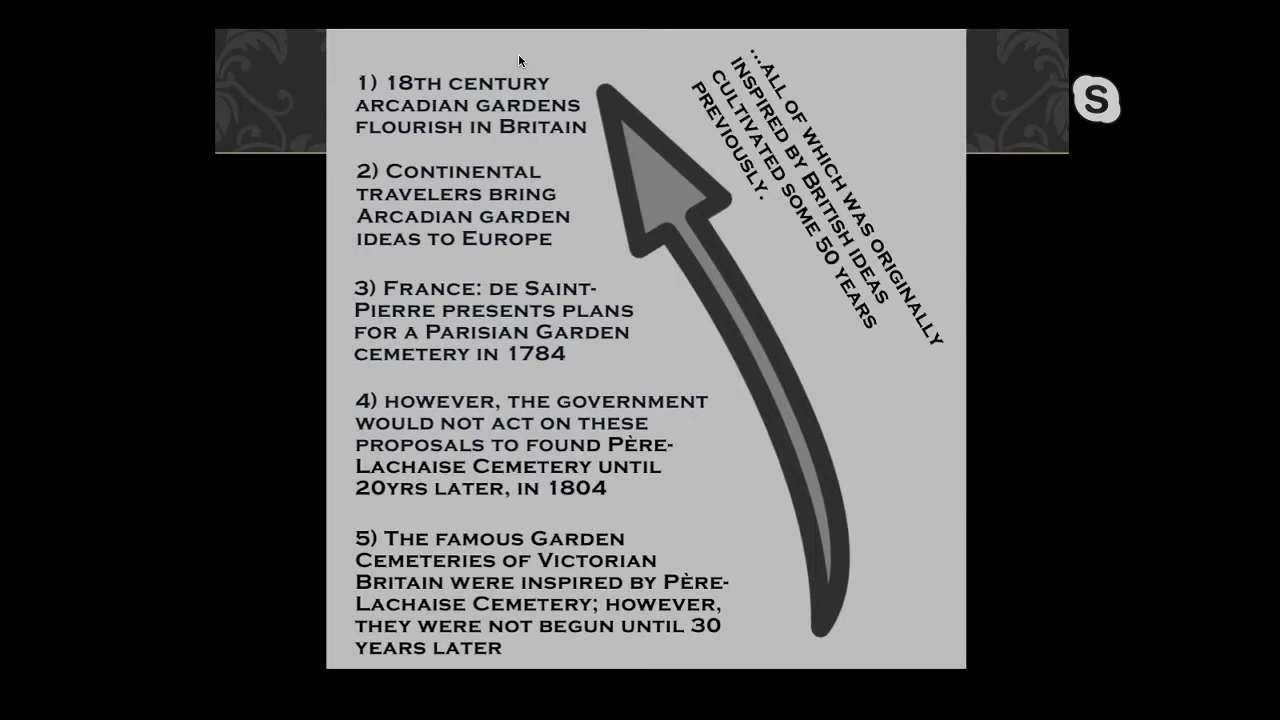 1) 18TH CENTURY
ARCADIAN GARDENS
FLOURISH IN BRITAIN
2) CONTINENTAL
TRAVELERS BRING
ARCADIAN GARDEN
IDEAS TO EUROPE
3) FRANCE: DE SAINT-
PIERRE PRESENTS PLANS
FOR A PARISIAN GARDEN
CEMETERY IN 1784
4) HOWEVER, THE GOVERNMENT
WOULD NOT ACT ON THESE
PROPOSALS TO FOUND PÈRE-
LACHAISE CEMETERY UNTIL
20YRS LATER, IN 1804
5) THE FAMOUS GARDEN
CEMETERIES OF VICTORIAN
BRITAIN WERE INSPIRED BY PÈRE-
LACHAISE CEMETERY; HOWEVER,
THEY WERE NOT BEGUN UNTIL 30
YEARS LATER
...ALL OF WHICH WAS ORIGINALLY
INSPIRED BY BRITISH IDEAS
CULTIVATED SOME 50 YEARS
PREVIOUSLY.
S